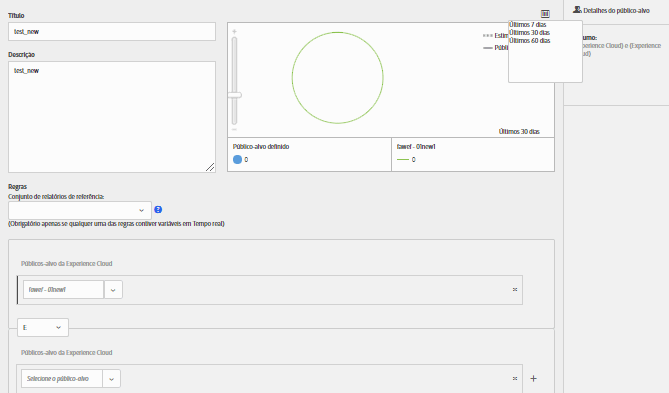 Título
test_new
Descrição
test_new
Últimos 7 dias
Últimos 30 dias
Últimos 60 dias
Últimos 30 dias
Público-alvo definido
0
fawef - 01new1
0
Detalhes do público-alvo
umo:
perience Cloud) e (Experience
ud)
Regras
Conjunto de relatórios de referência:
(Obrigatório apenas se qualquer uma das regras contiver variáveis em Tempo real)
Públicos-alvo da Experience Cloud
fawef - 01new1
E
Públicos-alvo da Experience Cloud
Selecione o público-alvo